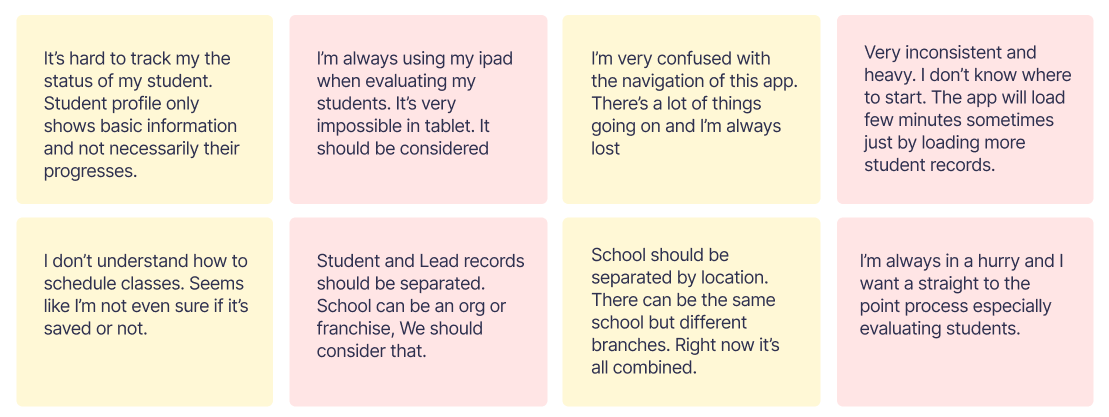 It's hard to track my the
status of my student.
Student profile only
shows basic information
and not necessarily their
progresses.
I'm always using my ipad
when evaluating my
students. It's very
impossible in tablet. It
should be considered
I'm very confused with
the navigation of this app.
There's a lot of things
going on and I'm always
lost
Very inconsistent and
heavy. I don't know where
to start. The app will load
few minutes sometimes
just by loading more
student records.
I don't understand how to
schedule classes. Seems
like I'm not even sure if it's
saved or not.
Student and Lead records
should be separated.
School can be an org or
franchise, We should
consider that.
School should be
separated by location.
There can be the same
school but different
branches. Right now it's
all combined.
I'm always in a hurry and I
want a straight to the
point process especially
evaluating students.